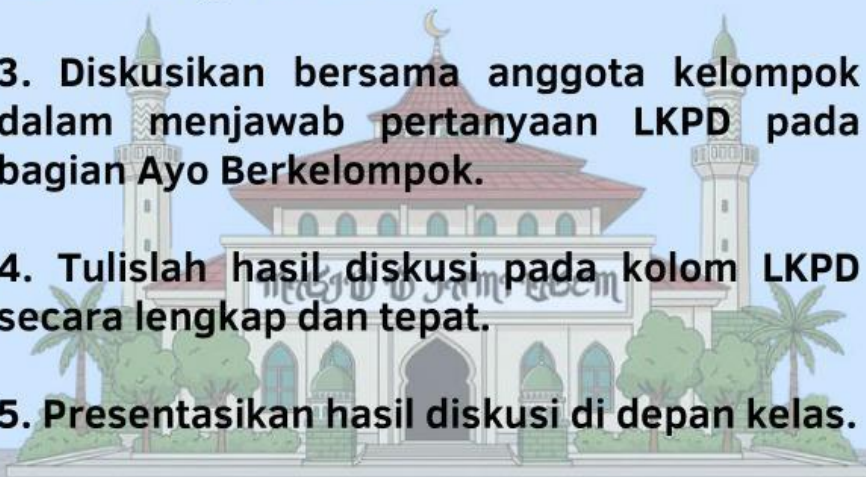 3. Diskusikan bersama anggota kelompok
dalam menjawab pertanyaan LKPD pada
bagian Ayo Berkelompok.
4. Tulislah hasil diskusi pada kolom LKPD
secara lengkap dan tepat.
5. Presentasikan hasil diskusi di depan kelas.